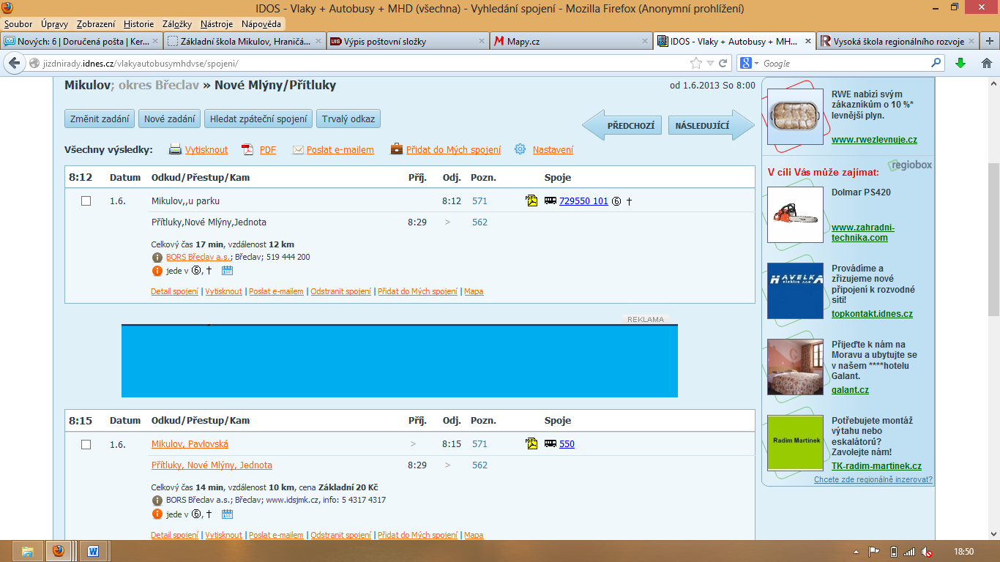 IDOS - Vlaky + Autobusy + MHD (všechna) - Vyhledání spojení - Mozilla Firefox (Anonymní prohlížení)
Soubor Úpravy Zobrazení Historie Záložky Nástroje Nápověda
Nových: 6 | Doručená pošta | Ker... Základní škola Mikulov, Hraničá... Výpis poštovní složky Mapy.cz IDOS - Vlaky + Autobusy + MH... Vysoká škola regionálního rozvoje
jizdnirady.idnes.cz/vlakyautobusymhdvse/spojeni/ Google
Mikulov; okres Břeclav » Nové Mlýny/Přítluky od 1.6.2013 So 8:00
Změnit zadání Nové zadání Hledat zpáteční spojení Trvalý odkaz PŘEDCHOZÍ NÁSLEDUJÍCÍ
Všechny výsledky: Vytisknout PDF Poslat e-mailem Přidat do Mých spojení Nastavení
8:12 Datum Odkud/Přestup/Kam Příj. Odj. Pozn. Spoje
1.6. Mikulov,,u parku 8:12 571 729550 101 ⑥ †
Přítluky,Nové Mlýny,Jednota 8:29 > 562
Celkový čas 17 min, vzdálenost 12 km
BORS Břeclav a.s.; Břeclav; 519 444 200
jede v ⑥, †
Detail spojení | Vytisknout | Poslat e-mailem | Odstranit spojení | Přidat do Mých spojení | Mapa
REKLAMA
8:15 Datum Odkud/Přestup/Kam Příj. Odj. Pozn. Spoje
1.6. Mikulov, Pavlovská > 8:15 571 550
Přítluky, Nové Mlýny, Jednota 8:29 > 562
Celkový čas 14 min, vzdálenost 10 km, cena Základní 20 Kč
BORS Břeclav a.s.; Břeclav; www.idsjmk.cz, info: 5 4317 4317
jede v ⑥, †
Detail spojení | Vytisknout | Poslat e-mailem | Odstranit spojení | Přidat do Mých spojení | Mapa
RWE nabízí svým
zákazníkům o 10 %*
levnější plyn.
www.rwezlevnuje.cz
regiobox
V cíli Vás může zajímat:
Dolmar PS420
www.zahradni-
technika.com
HAVELKA
elektro s.r.o.
Provádíme a
zřizujeme nové
připojení k rozvodné
síti!
topkontakt.idnes.cz
Přijeďte k nám na
Moravu a ubytujte se
v našem ****hotelu
Galant.
galant.cz
Radim Martinek
Potřebujete montáž
výtahu nebo
eskalátorů?
Zavolejte nám!
TK-radim-martinek.cz
Chcete zde regionálně inzerovat?
18:50